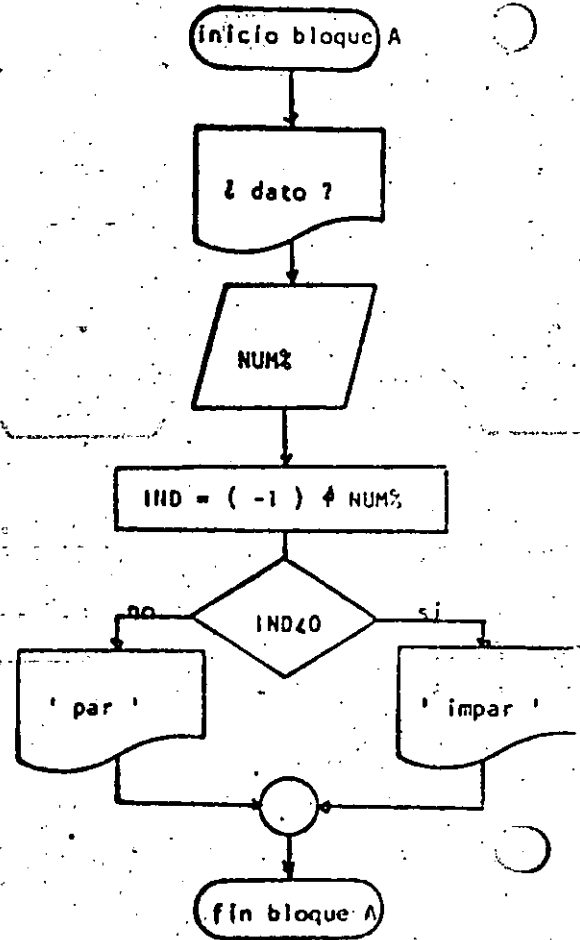 inicio bloque A
¿ dato ?
NUM%
IND = ( -1 ) ↑ NUM%
IND<0
no
si
' par '
' impar '
fin bloque A